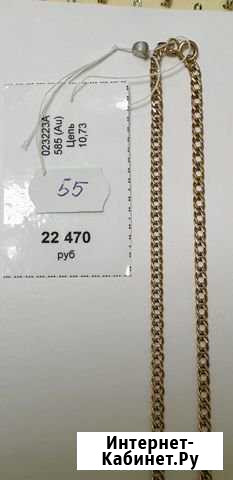 023223А
585 (Au)
Цепь
10,73
55
22 470
руб
Интернет-
Кабинет.Ру